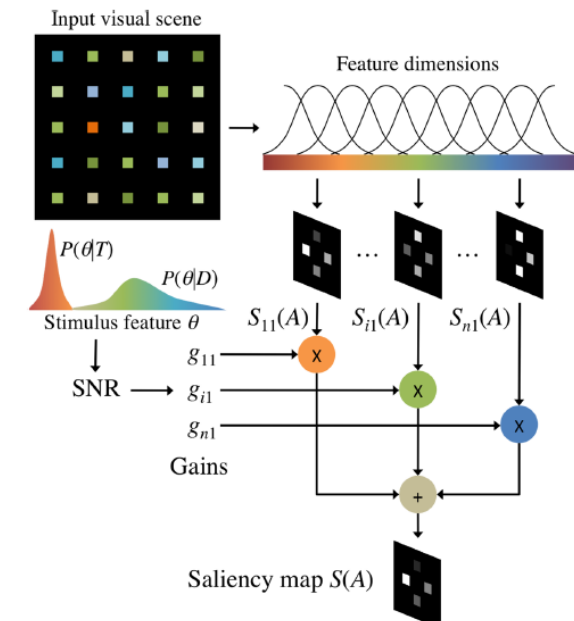 Input visual scene
Feature dimensions
P(θ|T)
P(θ|D)
Stimulus feature θ
... ...
S₁₁(A) Sᵢ₁(A) Sₙ₁(A)
g₁₁
X
SNR
gᵢ₁
X
gₙ₁
X
Gains
+
Saliency map S(A)